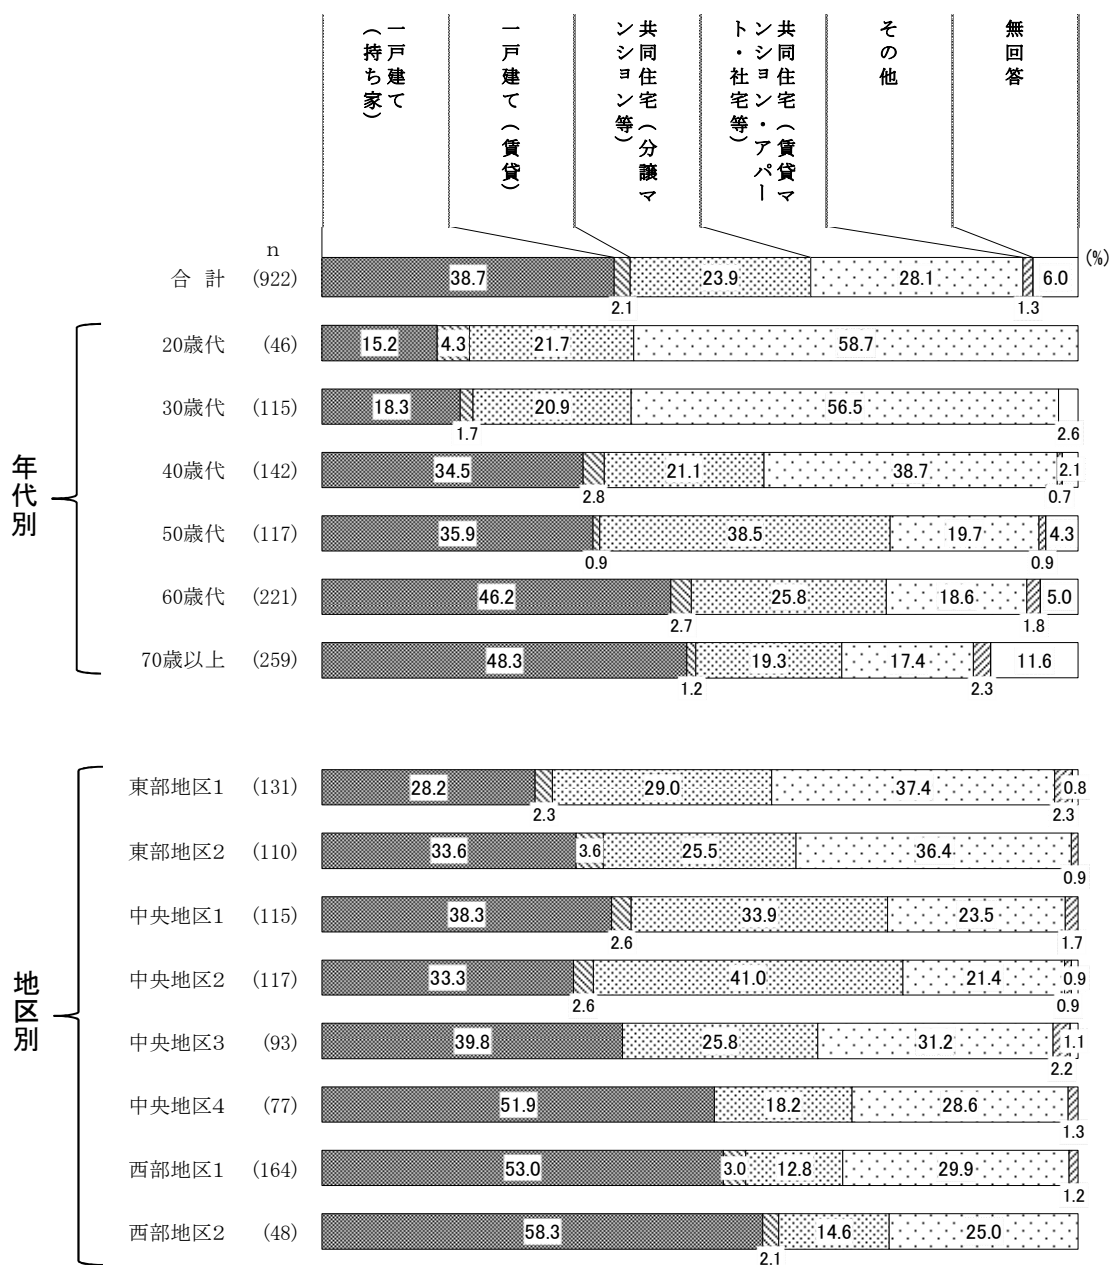 一戸建て
（持ち家）
一戸建て（賃貸）
共同住宅（分譲マ
ンション等）
共同住宅（賃貸マ
ンション・アパー
ト・社宅等）
その他
無回答
n
(%)
合 計 (922) 38.7 2.1 23.9 28.1 1.3 6.0
年代別
20歳代 (46) 15.2 4.3 21.7 58.7
30歳代 (115) 18.3 1.7 20.9 56.5 2.6
40歳代 (142) 34.5 2.8 21.1 38.7 0.7 2.1
50歳代 (117) 35.9 0.9 38.5 19.7 0.9 4.3
60歳代 (221) 46.2 2.7 25.8 18.6 1.8 5.0
70歳以上 (259) 48.3 1.2 19.3 17.4 2.3 11.6
地区別
東部地区1 (131) 28.2 2.3 29.0 37.4 2.3 0.8
東部地区2 (110) 33.6 3.6 25.5 36.4 0.9
中央地区1 (115) 38.3 2.6 33.9 23.5 1.7
中央地区2 (117) 33.3 2.6 41.0 21.4 0.9 0.9
中央地区3 (93) 39.8 25.8 31.2 2.2 1.1
中央地区4 (77) 51.9 18.2 28.6 1.3
西部地区1 (164) 53.0 3.0 12.8 29.9 1.2
西部地区2 (48) 58.3 2.1 14.6 25.0